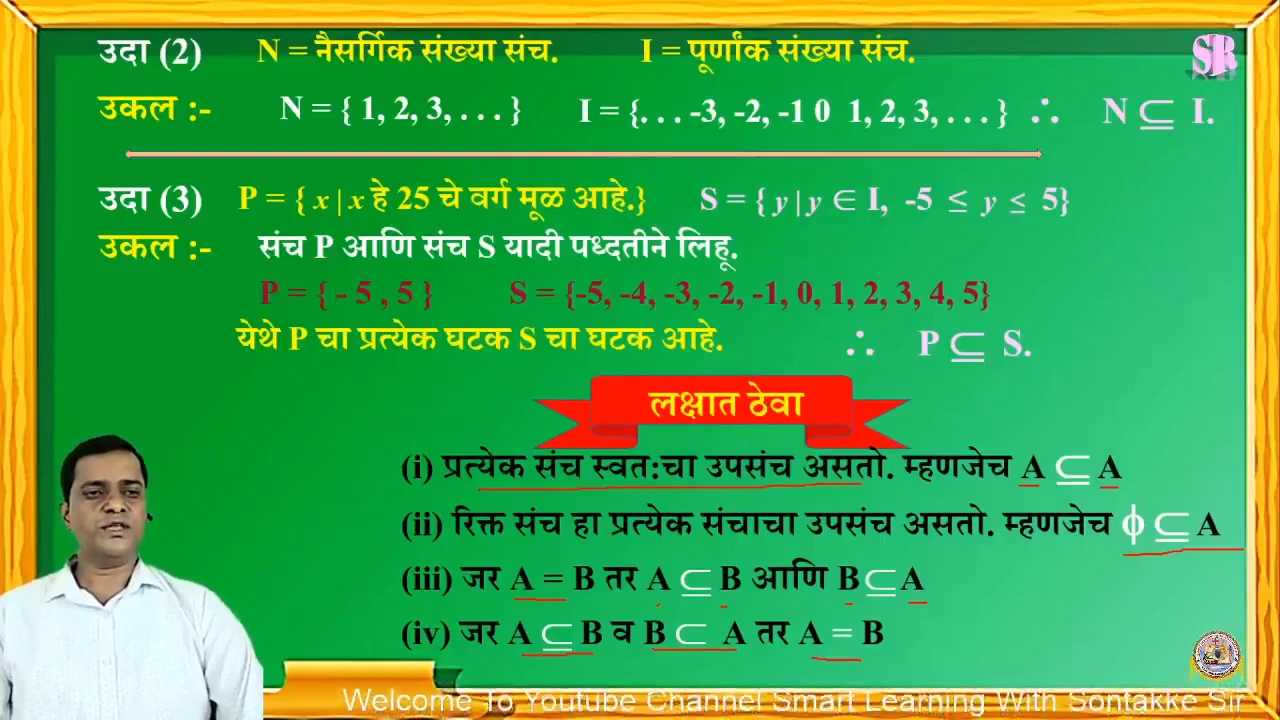 उदा (2) N = नैसर्गिक संख्या संच. I = पूर्णांक संख्या संच.
SR
उकल :- N = { 1, 2, 3, . . . } I = {. . . -3, -2, -1 0 1, 2, 3, . . . } ∴ N ⊆ I.
उदा (3) P = { x | x हे 25 चे वर्ग मूळ आहे.} S = { y | y ∈ I, -5 ≤ y ≤ 5}
उकल :- संच P आणि संच S यादी पध्दतीने लिहू.
P = { - 5 , 5 } S = {-5, -4, -3, -2, -1, 0, 1, 2, 3, 4, 5}
येथे P चा प्रत्येक घटक S चा घटक आहे. ∴ P ⊆ S.
लक्षात ठेवा
(i) प्रत्येक संच स्वत:चा उपसंच असतो. म्हणजेच A ⊆ A
(ii) रिक्त संच हा प्रत्येक संचाचा उपसंच असतो. म्हणजेच ϕ ⊆ A
(iii) जर A = B तर A ⊆ B आणि B ⊆ A
(iv) जर A ⊆ B व B ⊂ A तर A = B
Welcome To Youtube Channel Smart Learning With Sontakke Sir